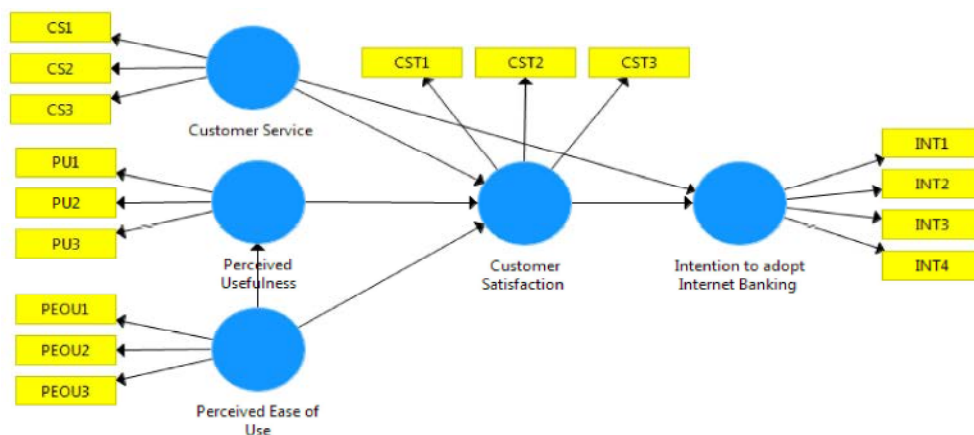 CS1
CS2
CS3
Customer Service
CST1
CST2
CST3
PU1
PU2
PU3
Perceived
Usefulness
Customer
Satisfaction
Intention to adopt
Internet Banking
INT1
INT2
INT3
INT4
PEOU1
PEOU2
PEOU3
Perceived Ease of
Use